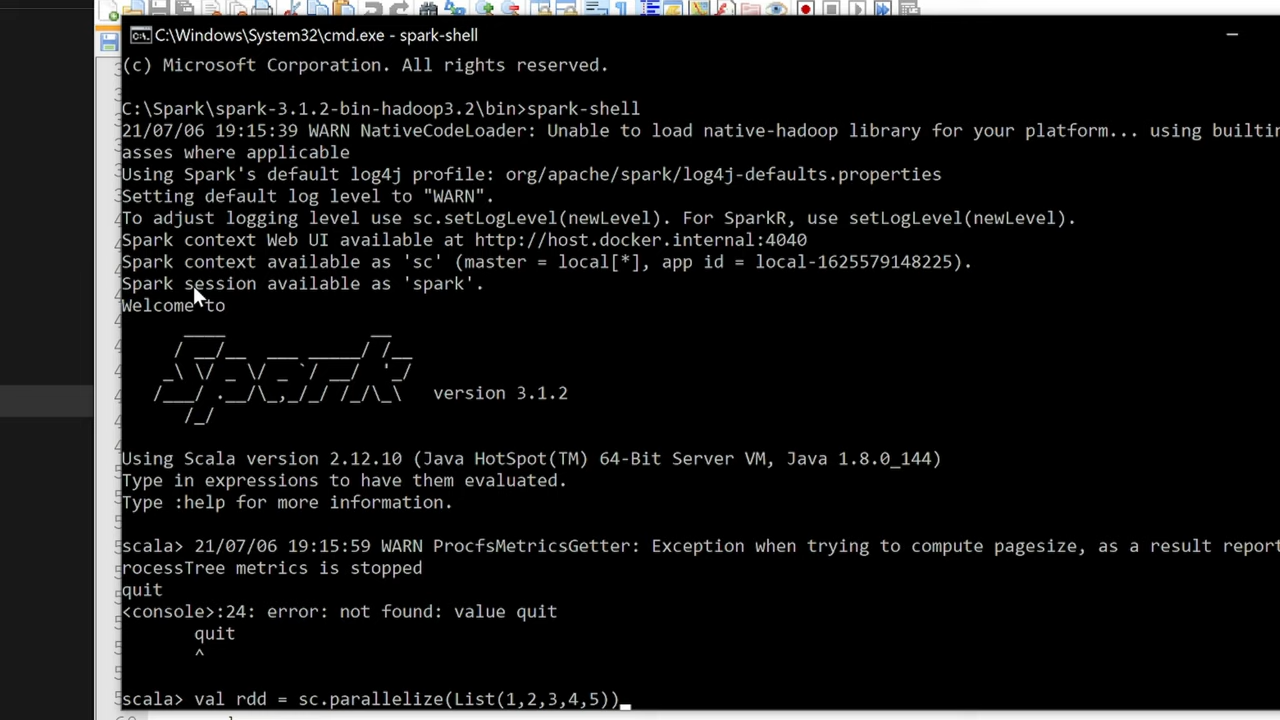 C:\Windows\System32\cmd.exe - spark-shell
(c) Microsoft Corporation. All rights reserved.
C:\Spark\spark-3.1.2-bin-hadoop3.2\bin>spark-shell
21/07/06 19:15:39 WARN NativeCodeLoader: Unable to load native-hadoop library for your platform... using builtin
asses where applicable
Using Spark's default log4j profile: org/apache/spark/log4j-defaults.properties
Setting default log level to "WARN".
To adjust logging level use sc.setLogLevel(newLevel). For SparkR, use setLogLevel(newLevel).
Spark context Web UI available at http://host.docker.internal:4040
Spark context available as 'sc' (master = local[*], app id = local-1625579148225).
Spark session available as 'spark'.
Welcome to
Spark
version 3.1.2
Using Scala version 2.12.10 (Java HotSpot(TM) 64-Bit Server VM, Java 1.8.0_144)
Type in expressions to have them evaluated.
Type :help for more information.
scala> 21/07/06 19:15:59 WARN ProcfsMetricsGetter: Exception when trying to compute pagesize, as a result report
rocessTree metrics is stopped
quit
<console>:24: error: not found: value quit
quit
^
scala> val rdd = sc.parallelize(List(1,2,3,4,5))